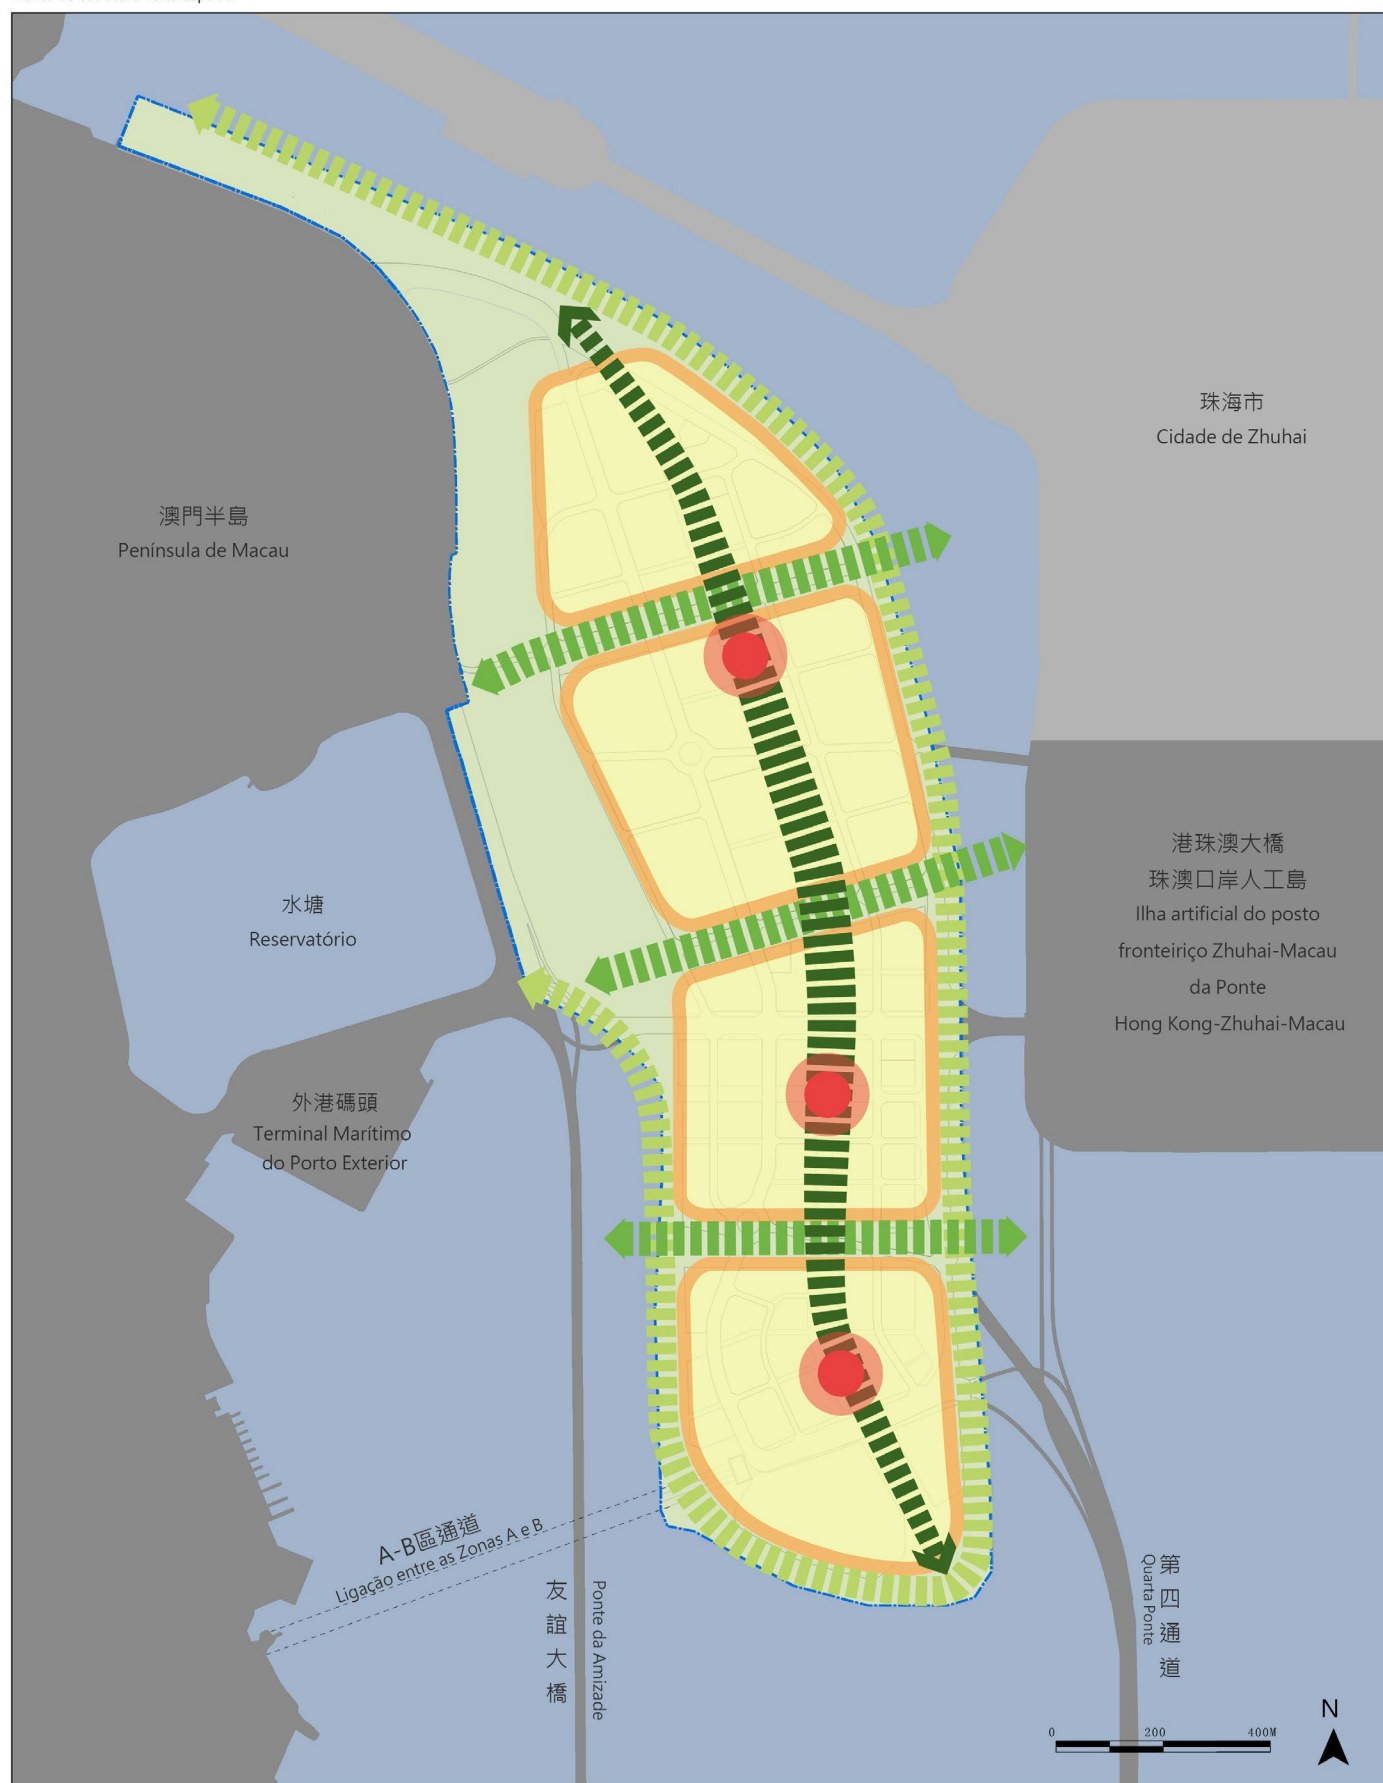 珠海市
Cidade de Zhuhai
澳門半島
Península de Macau
港珠澳大橋
珠澳口岸人工島
Ilha artificial do posto
fronteiriço Zhuhai-Macau
da Ponte
Hong Kong-Zhuhai-Macau
水塘
Reservatório
外港碼頭
Terminal Marítimo
do Porto Exterior
A-B區通道
Ligação entre as Zonas A e B
友誼大橋
Ponte da Amizade
第四通道
Quarta Ponte
N
0 200 400M